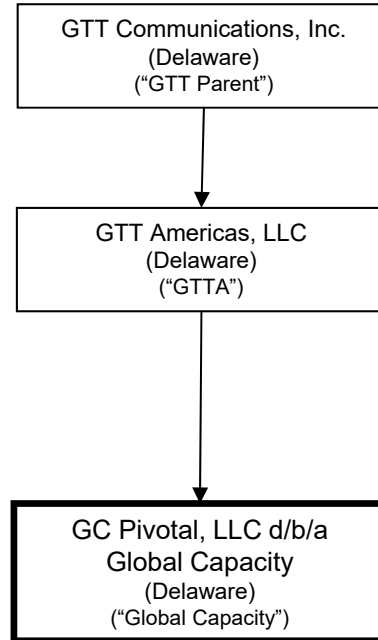 GTT Communications, Inc.
(Delaware)
(“GTT Parent”)
GTT Americas, LLC
(Delaware)
(“GTTA”)
GC Pivotal, LLC d/b/a
Global Capacity
(Delaware)
(“Global Capacity”)